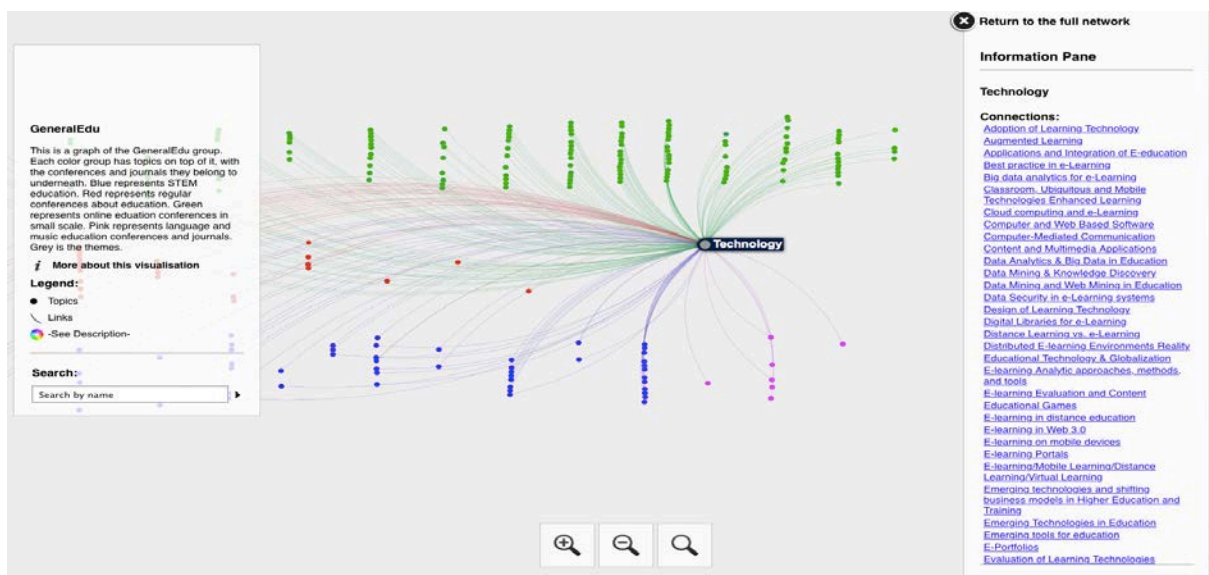 GeneralEdu
This is a graph of the GeneralEdu group.
Each color group has topics on top of it, with
the conferences and journals they belong to
underneath. Blue represents STEM
education. Red represents regular
conferences about education. Green
represents online eduation conferences in
small scale. Pink represents language and
music education conferences and journals.
Grey is the themes.
i More about this visualisation
Legend:
Topics
Links
-See Description-
Search:
Search by name
Technology
Return to the full network
Information Pane
Technology
Connections:
Adoption of Learning Technology
Augmented Learning
Applications and Integration of E-education
Best practice in e-Learning
Big data analytics for e-Learning
Classroom, Ubiquitous and Mobile
Technologies Enhanced Learning
Cloud computing and e-Learning
Computer and Web Based Software
Computer-Mediated Communication
Content and Multimedia Applications
Data Analytics & Big Data in Education
Data Mining & Knowledge Discovery
Data Mining and Web Mining in Education
Data Security in e-Learning systems
Design of Learning Technology
Digital Libraries for e-Learning
Distance Learning vs. e-Learning
Distributed E-learning Environments Reality
Educational Technology & Globalization
E-learning Analytic approaches, methods,
and tools
E-learning Evaluation and Content
Educational Games
E-learning in distance education
E-learning in Web 3.0
E-learning on mobile devices
E-learning Portals
E-learning/Mobile Learning/Distance
Learning/Virtual Learning
Emerging technologies and shifting
business models in Higher Education and
Training
Emerging Technologies in Education
Emerging tools for education
E-Portfolios
Evaluation of Learning Technologies